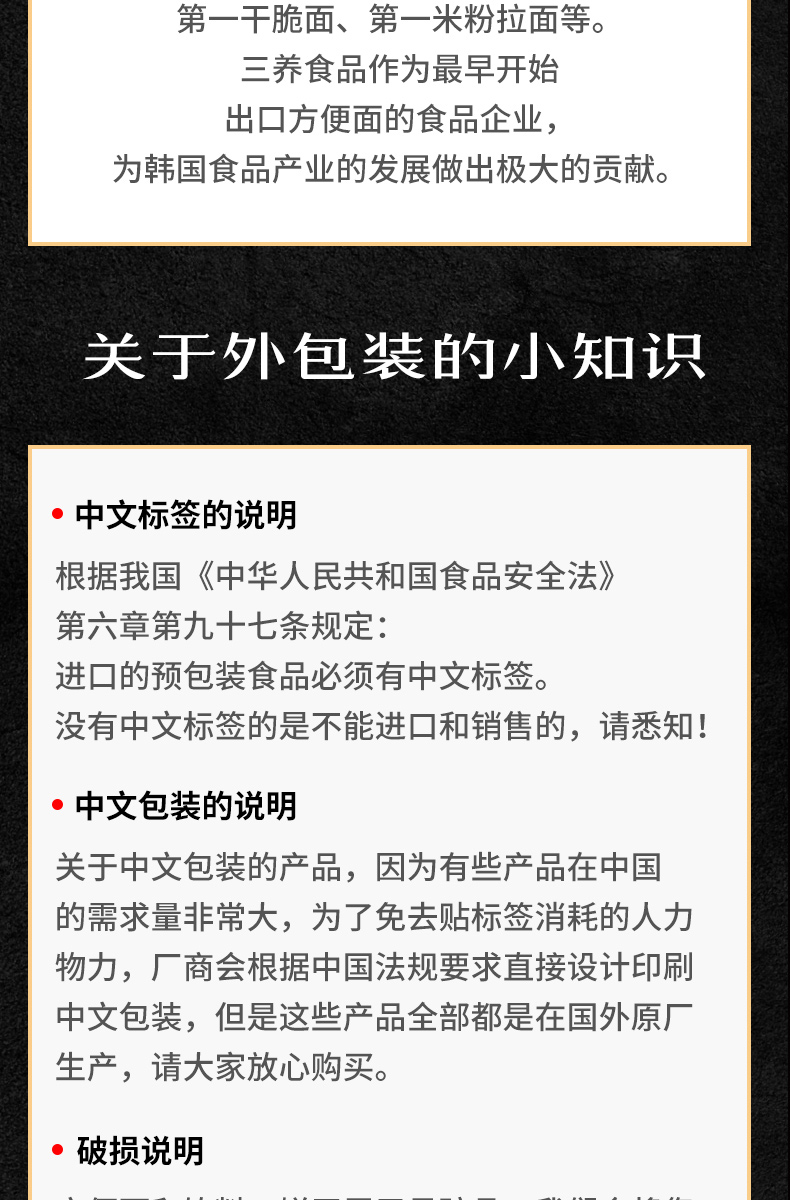 第一干脆面、第一米粉拉面等。
三养食品作为最早开始
出口方便面的食品企业，
为韩国食品产业的发展做出极大的贡献。
关于外包装的小知识
• 中文标签的说明
根据我国《中华人民共和国食品安全法》
第六章第九十七条规定：
进口的预包装食品必须有中文标签。
没有中文标签的是不能进口和销售的，请悉知！
• 中文包装的说明
关于中文包装的产品，因为有些产品在中国
的需求量非常大，为了免去贴标签消耗的人力
物力，厂商会根据中国法规要求直接设计印刷
中文包装，但是这些产品全部都是在国外原厂
生产，请大家放心购买。
• 破损说明